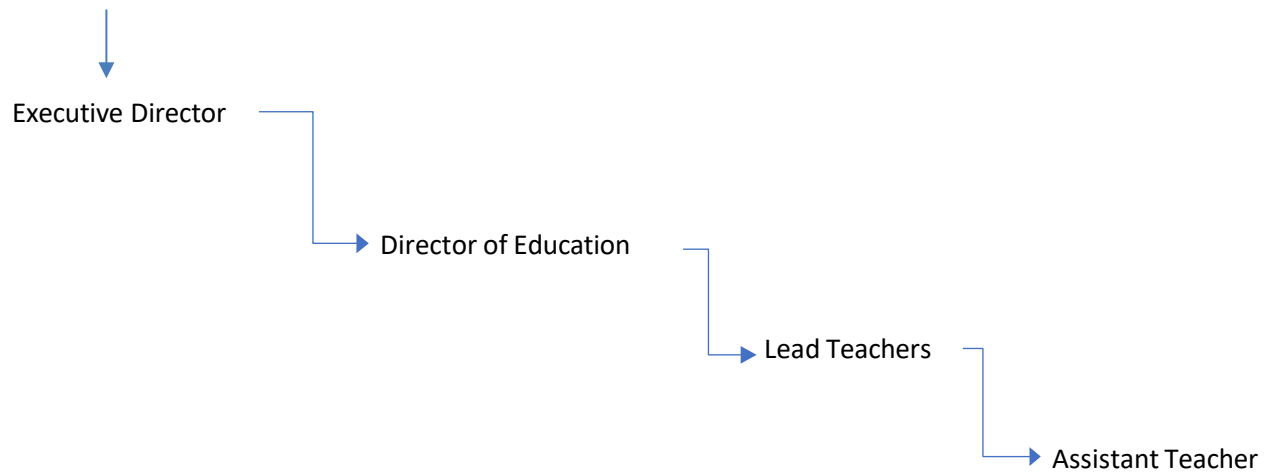 Executive Director
Director of Education
Lead Teachers
Assistant Teacher